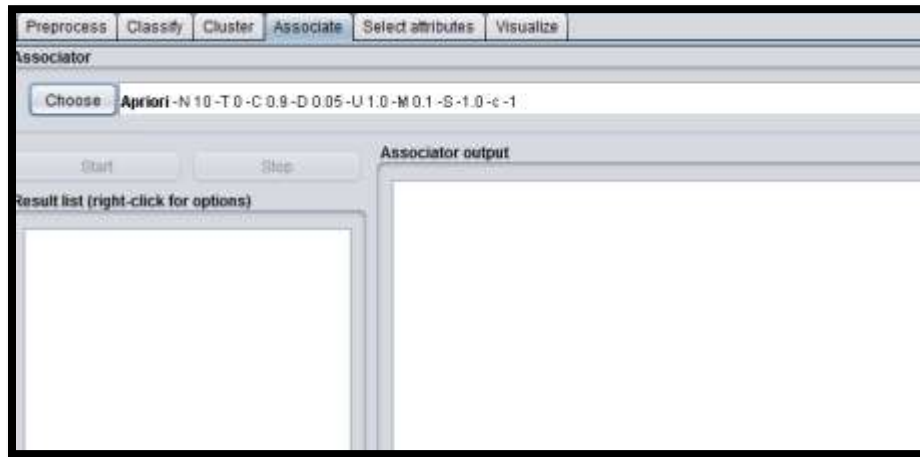 Preprocess Classify Cluster Associate Select attributes Visualize
Associator
Choose Apriori -N 10 -T 0 -C 0.9 -D 0.05 -U 1.0 -M 0.1 -S -1.0 -c -1
Start Stop
Associator output
Result list (right-click for options)